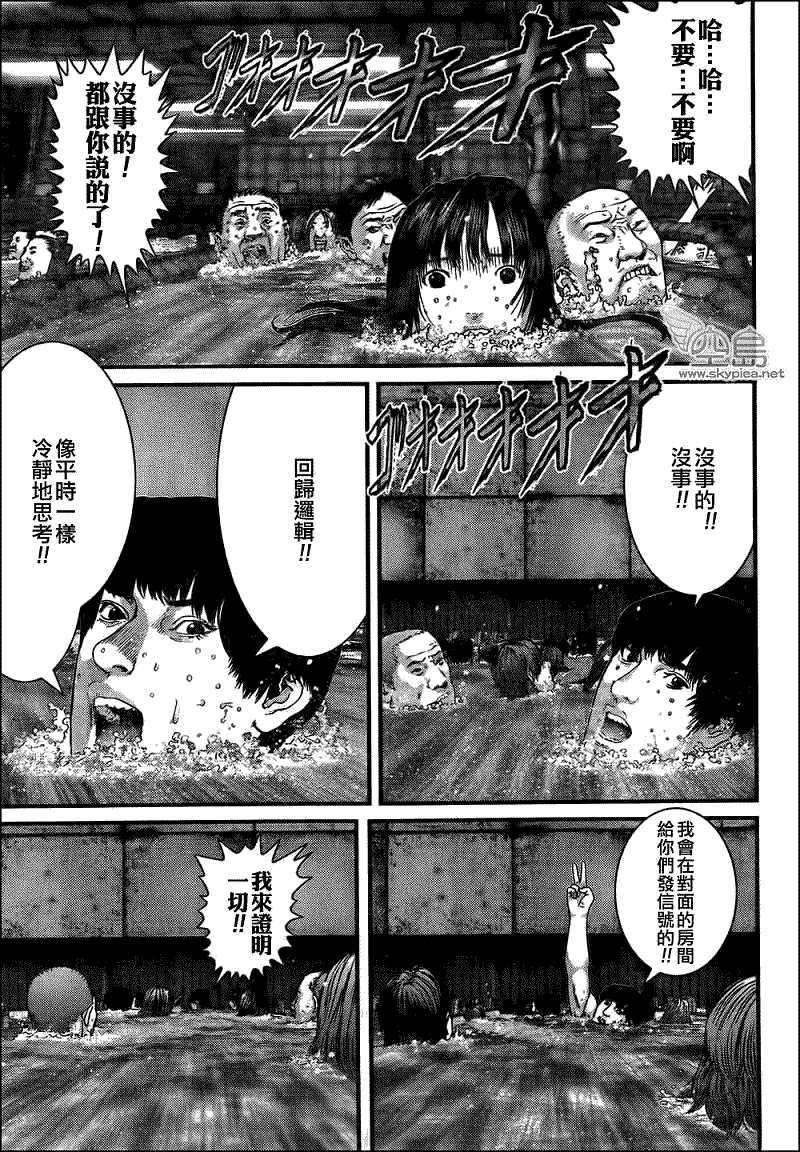 哈…哈…
不要…不要啊
ゴオオオオオオ
沒事的！
都跟你説的了！
空島
www.skypiea.net
沒事的!!
沒事!!
ゴオオオオオ
回歸邏輯!!
像平時一樣
冷靜地思考!!
我會在對面的房間
給你們發信號的!!
我來證明
一切!!